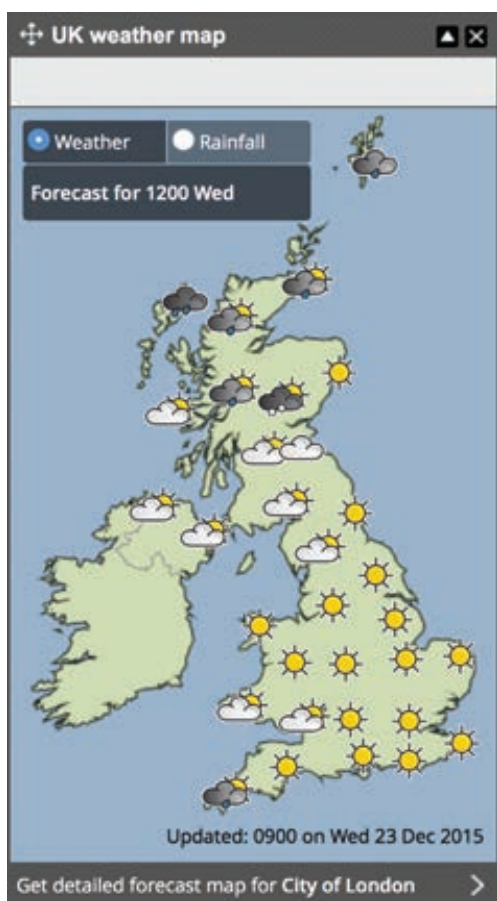 UK weather map
Weather Rainfall
Forecast for 1200 Wed
Updated: 0900 on Wed 23 Dec 2015
Get detailed forecast map for City of London